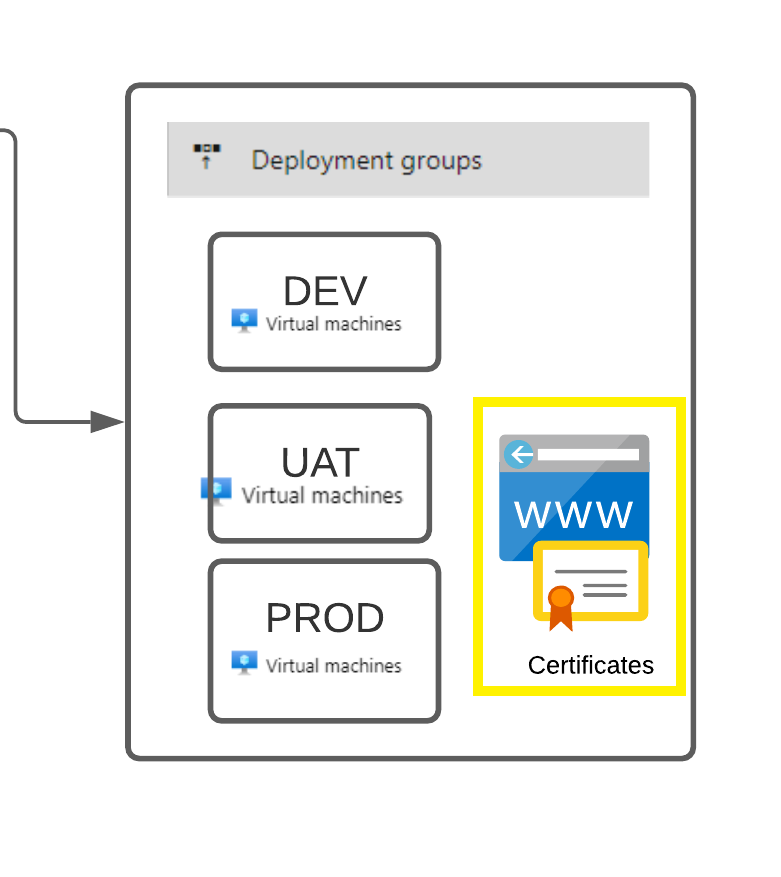 Deployment groups
DEV
Virtual machines
UAT
Virtual machines
www
PROD
Virtual machines
Certificates